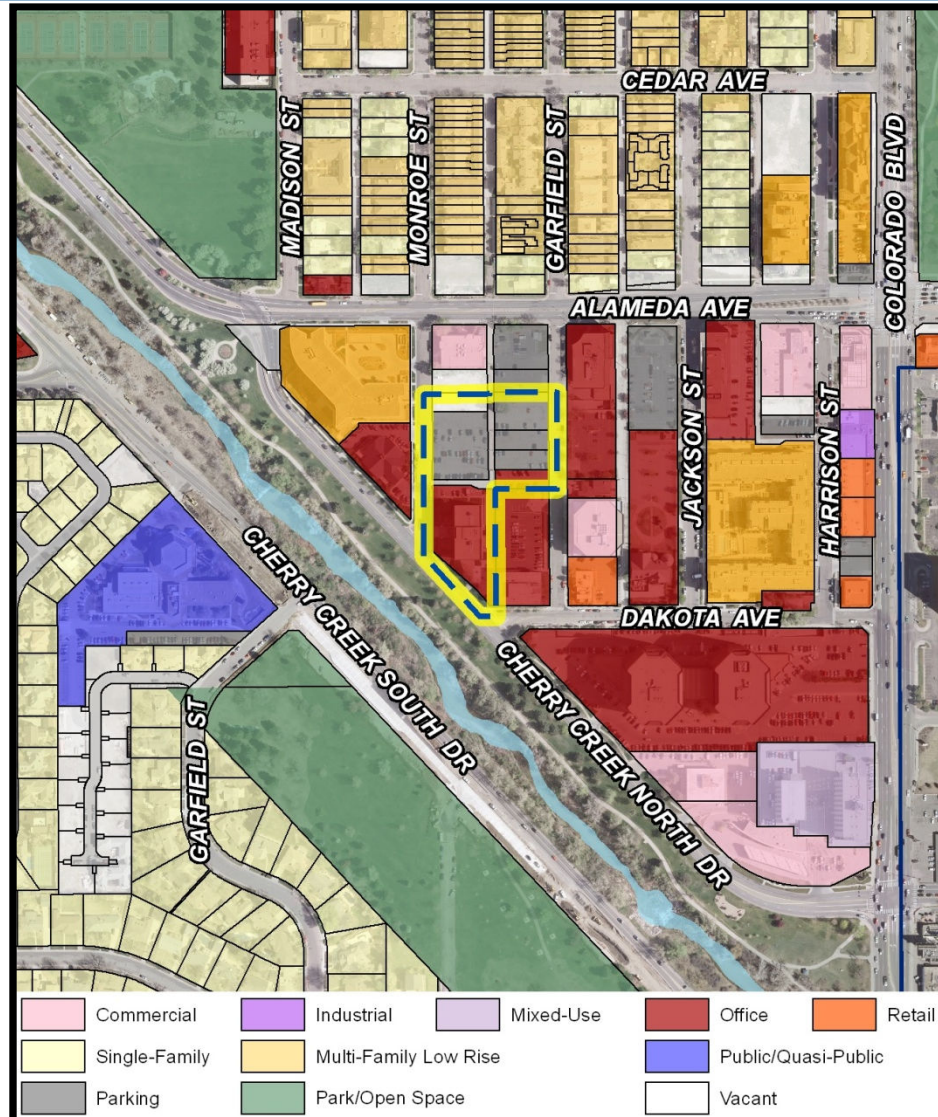 CEDAR AVE
MADISON ST
MONROE ST
GARFIELD ST
COLORADO BLVD
ALAMEDA AVE
JACKSON ST
HARRISON ST
DAKOTA AVE
CHERRY CREEK SOUTH DR
CHERRY CREEK NORTH DR
GARFIELD ST
Commercial
Industrial
Mixed-Use
Office
Retail
Single-Family
Multi-Family Low Rise
Public/Quasi-Public
Parking
Park/Open Space
Vacant